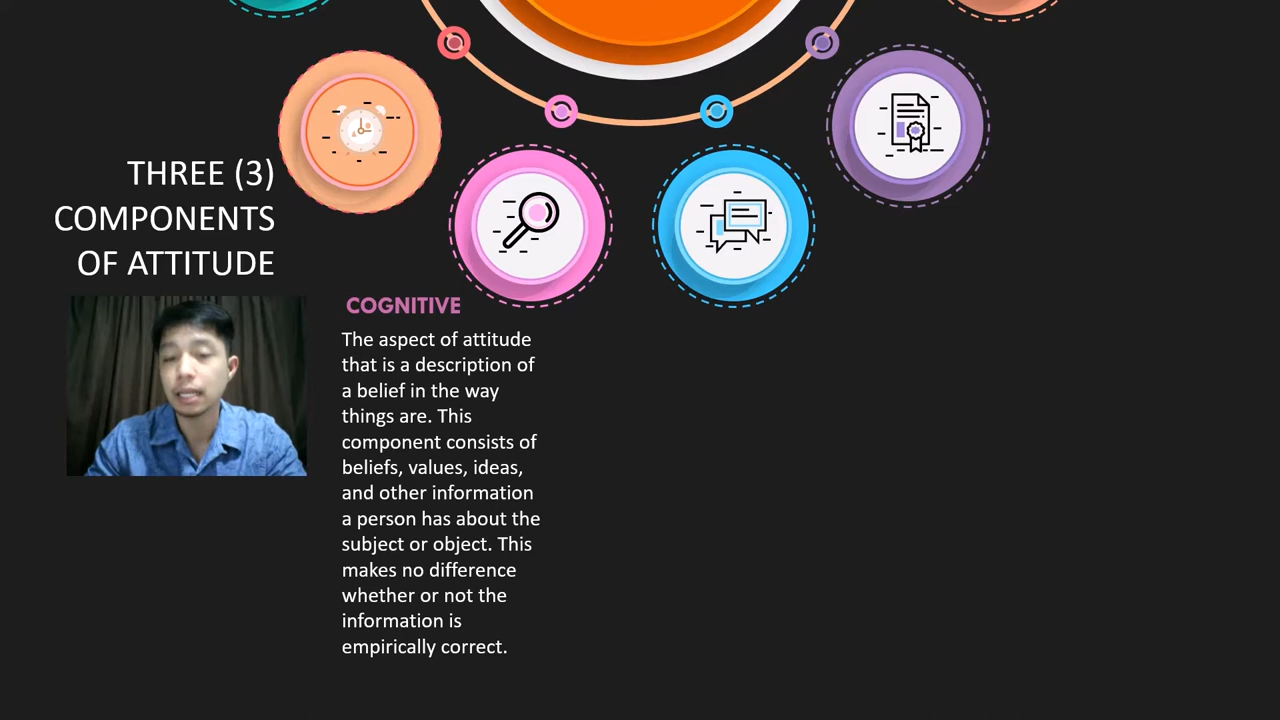 THREE (3)
COMPONENTS
OF ATTITUDE
COGNITIVE
The aspect of attitude
that is a description of
a belief in the way
things are. This
component consists of
beliefs, values, ideas,
and other information
a person has about the
subject or object. This
makes no difference
whether or not the
information is
empirically correct.